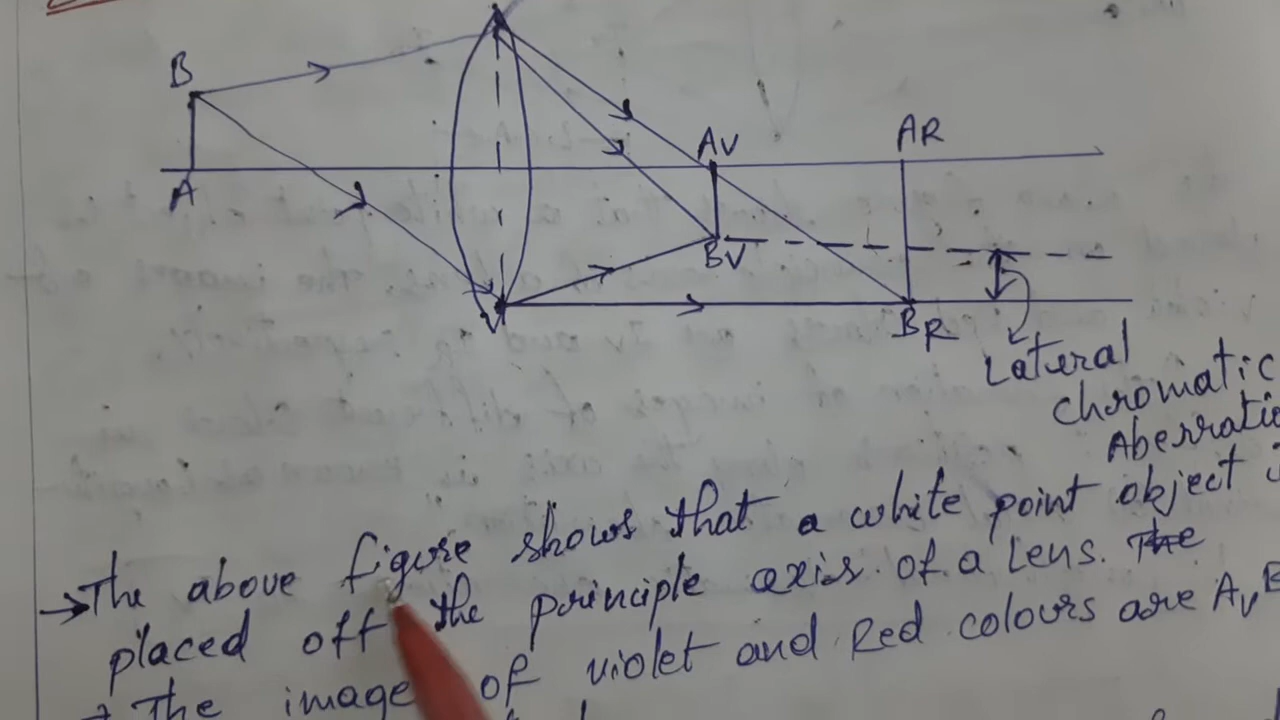 B
AV
AR
A
BV
BR
Lateral
chromatic
Aberratio
→The above figure shows that a white point object i
placed off the principle axis of a lens. The
→ The image of violet and Red colours are AV B